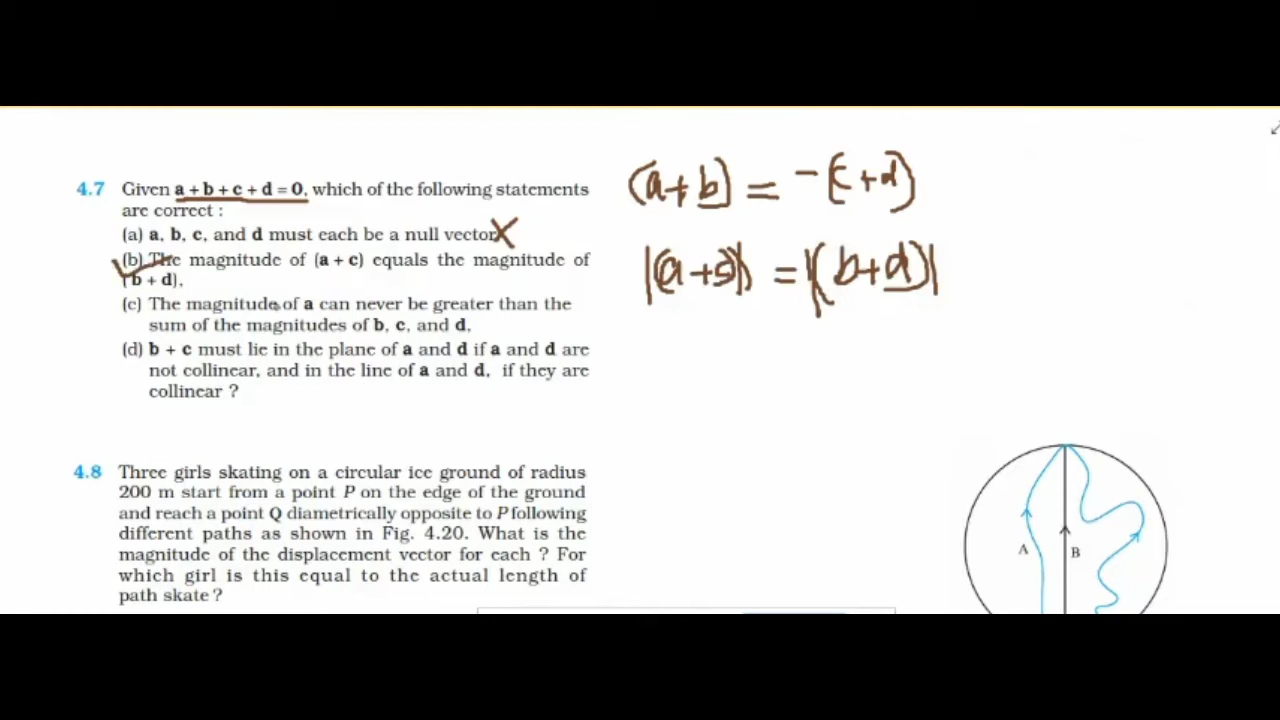 4.7 Given a + b + c + d = 0, which of the following statements
are correct :
(a) a, b, c, and d must each be a null vector
(b) The magnitude of (a + c) equals the magnitude of
(b + d),
(c) The magnitude of a can never be greater than the
sum of the magnitudes of b, c, and d,
(d) b + c must lie in the plane of a and d if a and d are
not collinear, and in the line of a and d, if they are
collinear ?
(a+b) = -(c+d)
|(a+c)| = |(b+d)|
4.8 Three girls skating on a circular ice ground of radius
200 m start from a point P on the edge of the ground
and reach a point Q diametrically opposite to P following
different paths as shown in Fig. 4.20. What is the
magnitude of the displacement vector for each ? For
which girl is this equal to the actual length of
path skate ?
A B